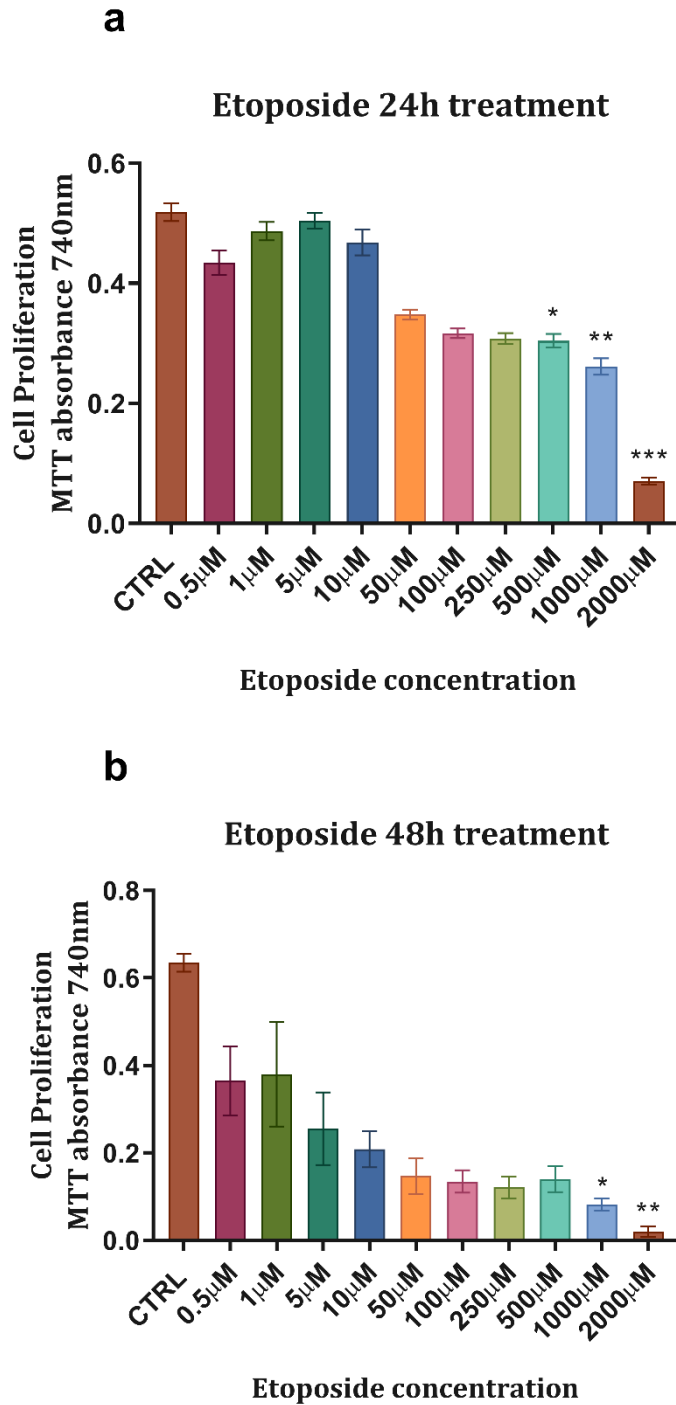 a
Etoposide 24h treatment
Cell Proliferation
MTT absorbance 740nm
0.6
0.4
0.2
0.0
*
**
***
CTRL
0.5μM
1μM
5μM
10μM
50μM
100μM
250μM
500μM
1000μM
2000μM
Etoposide concentration
b
Etoposide 48h treatment
Cell Proliferation
MTT absorbance 740nm
0.8
0.6
0.4
0.2
0.0
*
**
CTRL
0.5μM
1μM
5μM
10μM
50μM
100μM
250μM
500μM
1000μM
2000μM
Etoposide concentration